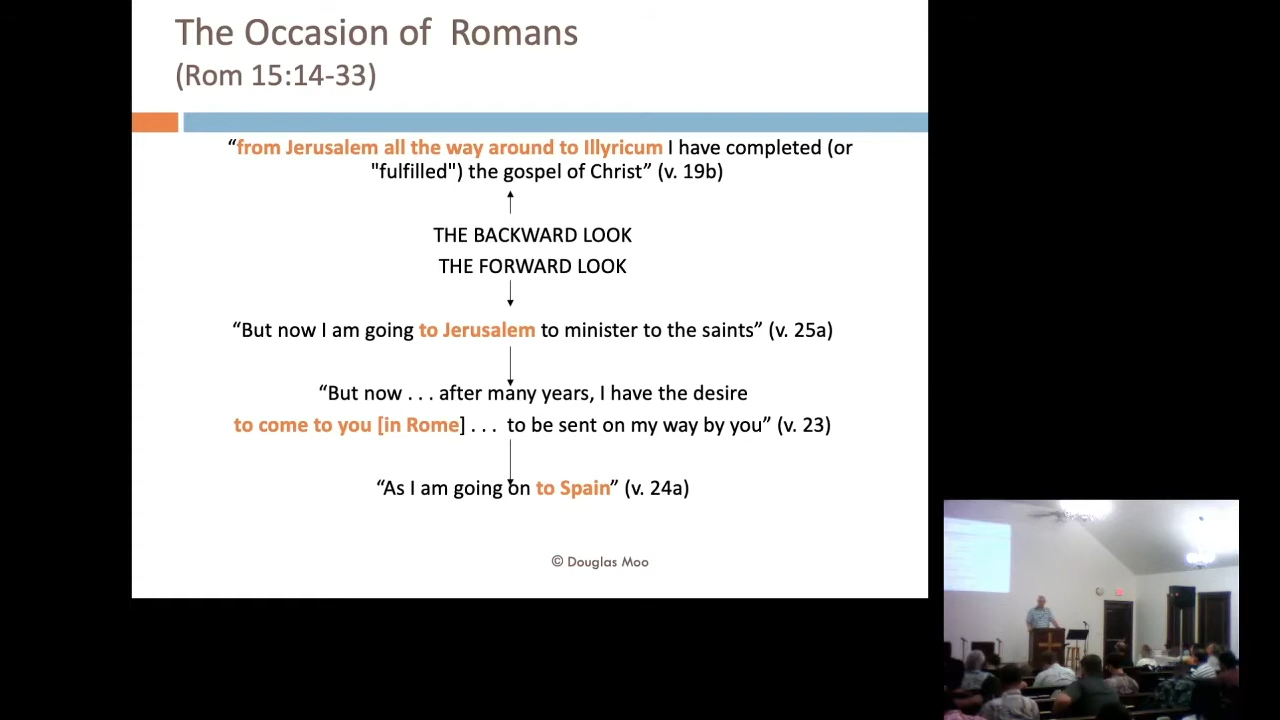 The Occasion of Romans
(Rom 15:14-33)
“from Jerusalem all the way around to Illyricum I have completed (or
"fulfilled") the gospel of Christ” (v. 19b)
THE BACKWARD LOOK
THE FORWARD LOOK
“But now I am going to Jerusalem to minister to the saints” (v. 25a)
“But now . . . after many years, I have the desire
to come to you [in Rome] . . . to be sent on my way by you” (v. 23)
“As I am going on to Spain” (v. 24a)
© Douglas Moo